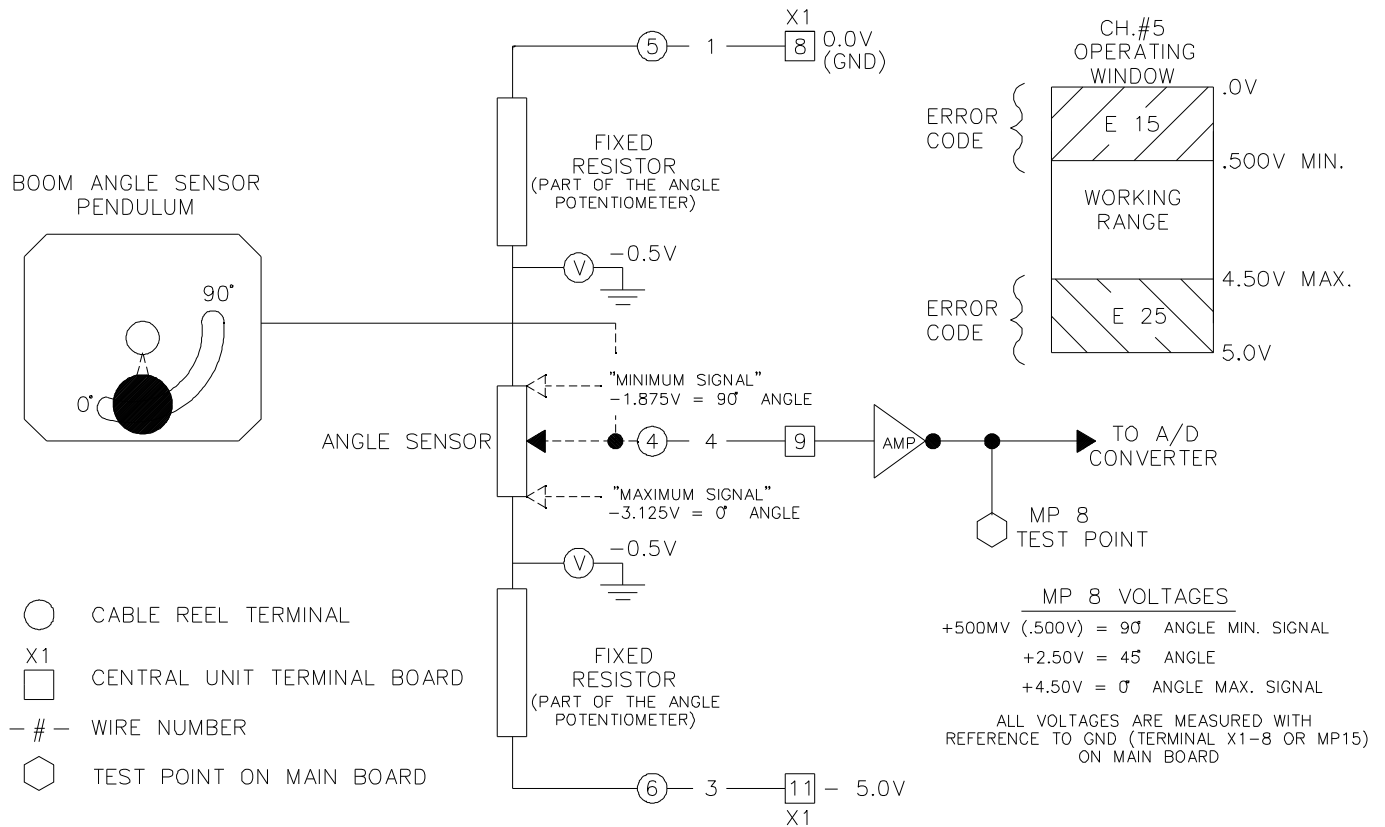 X1
5 — 1 — 8 0.0V
(GND)
CH.#5
OPERATING
WINDOW
.0V
ERROR
CODE
E 15
.500V MIN.
WORKING
RANGE
4.50V MAX.
ERROR
CODE
E 25
5.0V
FIXED
RESISTOR
(PART OF THE ANGLE
POTENTIOMETER)
BOOM ANGLE SENSOR
PENDULUM
90°
0°
V
-0.5V
"MINIMUM SIGNAL"
-1.875V = 90° ANGLE
ANGLE SENSOR
4 — 4 — 9
AMP
TO A/D
CONVERTER
"MAXIMUM SIGNAL"
-3.125V = 0° ANGLE
MP 8
TEST POINT
V
-0.5V
FIXED
RESISTOR
(PART OF THE ANGLE
POTENTIOMETER)
6 — 3 — 11 - 5.0V
X1
CABLE REEL TERMINAL
X1
CENTRAL UNIT TERMINAL BOARD
-#- WIRE NUMBER
TEST POINT ON MAIN BOARD
MP 8 VOLTAGES
+500MV (.500V) = 90° ANGLE MIN. SIGNAL
+2.50V = 45° ANGLE
+4.50V = 0° ANGLE MAX. SIGNAL
ALL VOLTAGES ARE MEASURED WITH
REFERENCE TO GND (TERMINAL X1-8 OR MP15)
ON MAIN BOARD